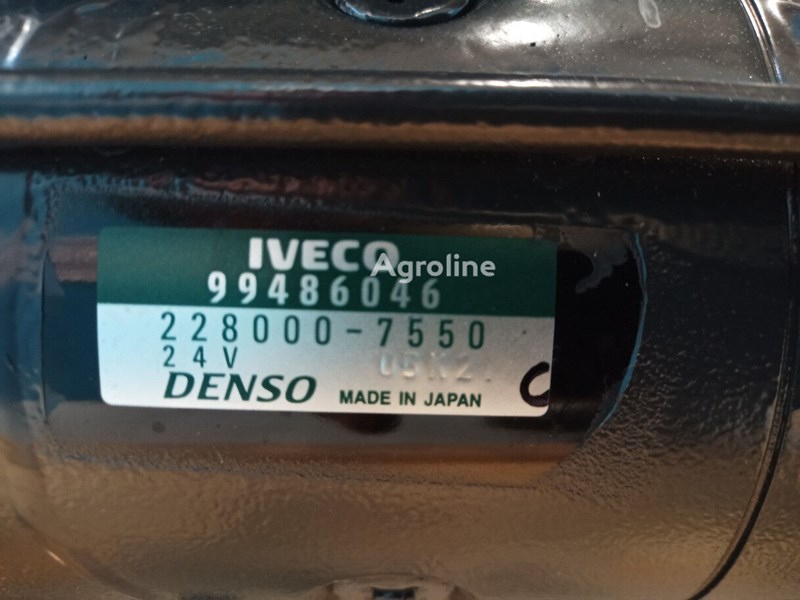 IVECO
Agroline
99486046
228000-7550
24V
DENSO MADE IN JAPAN